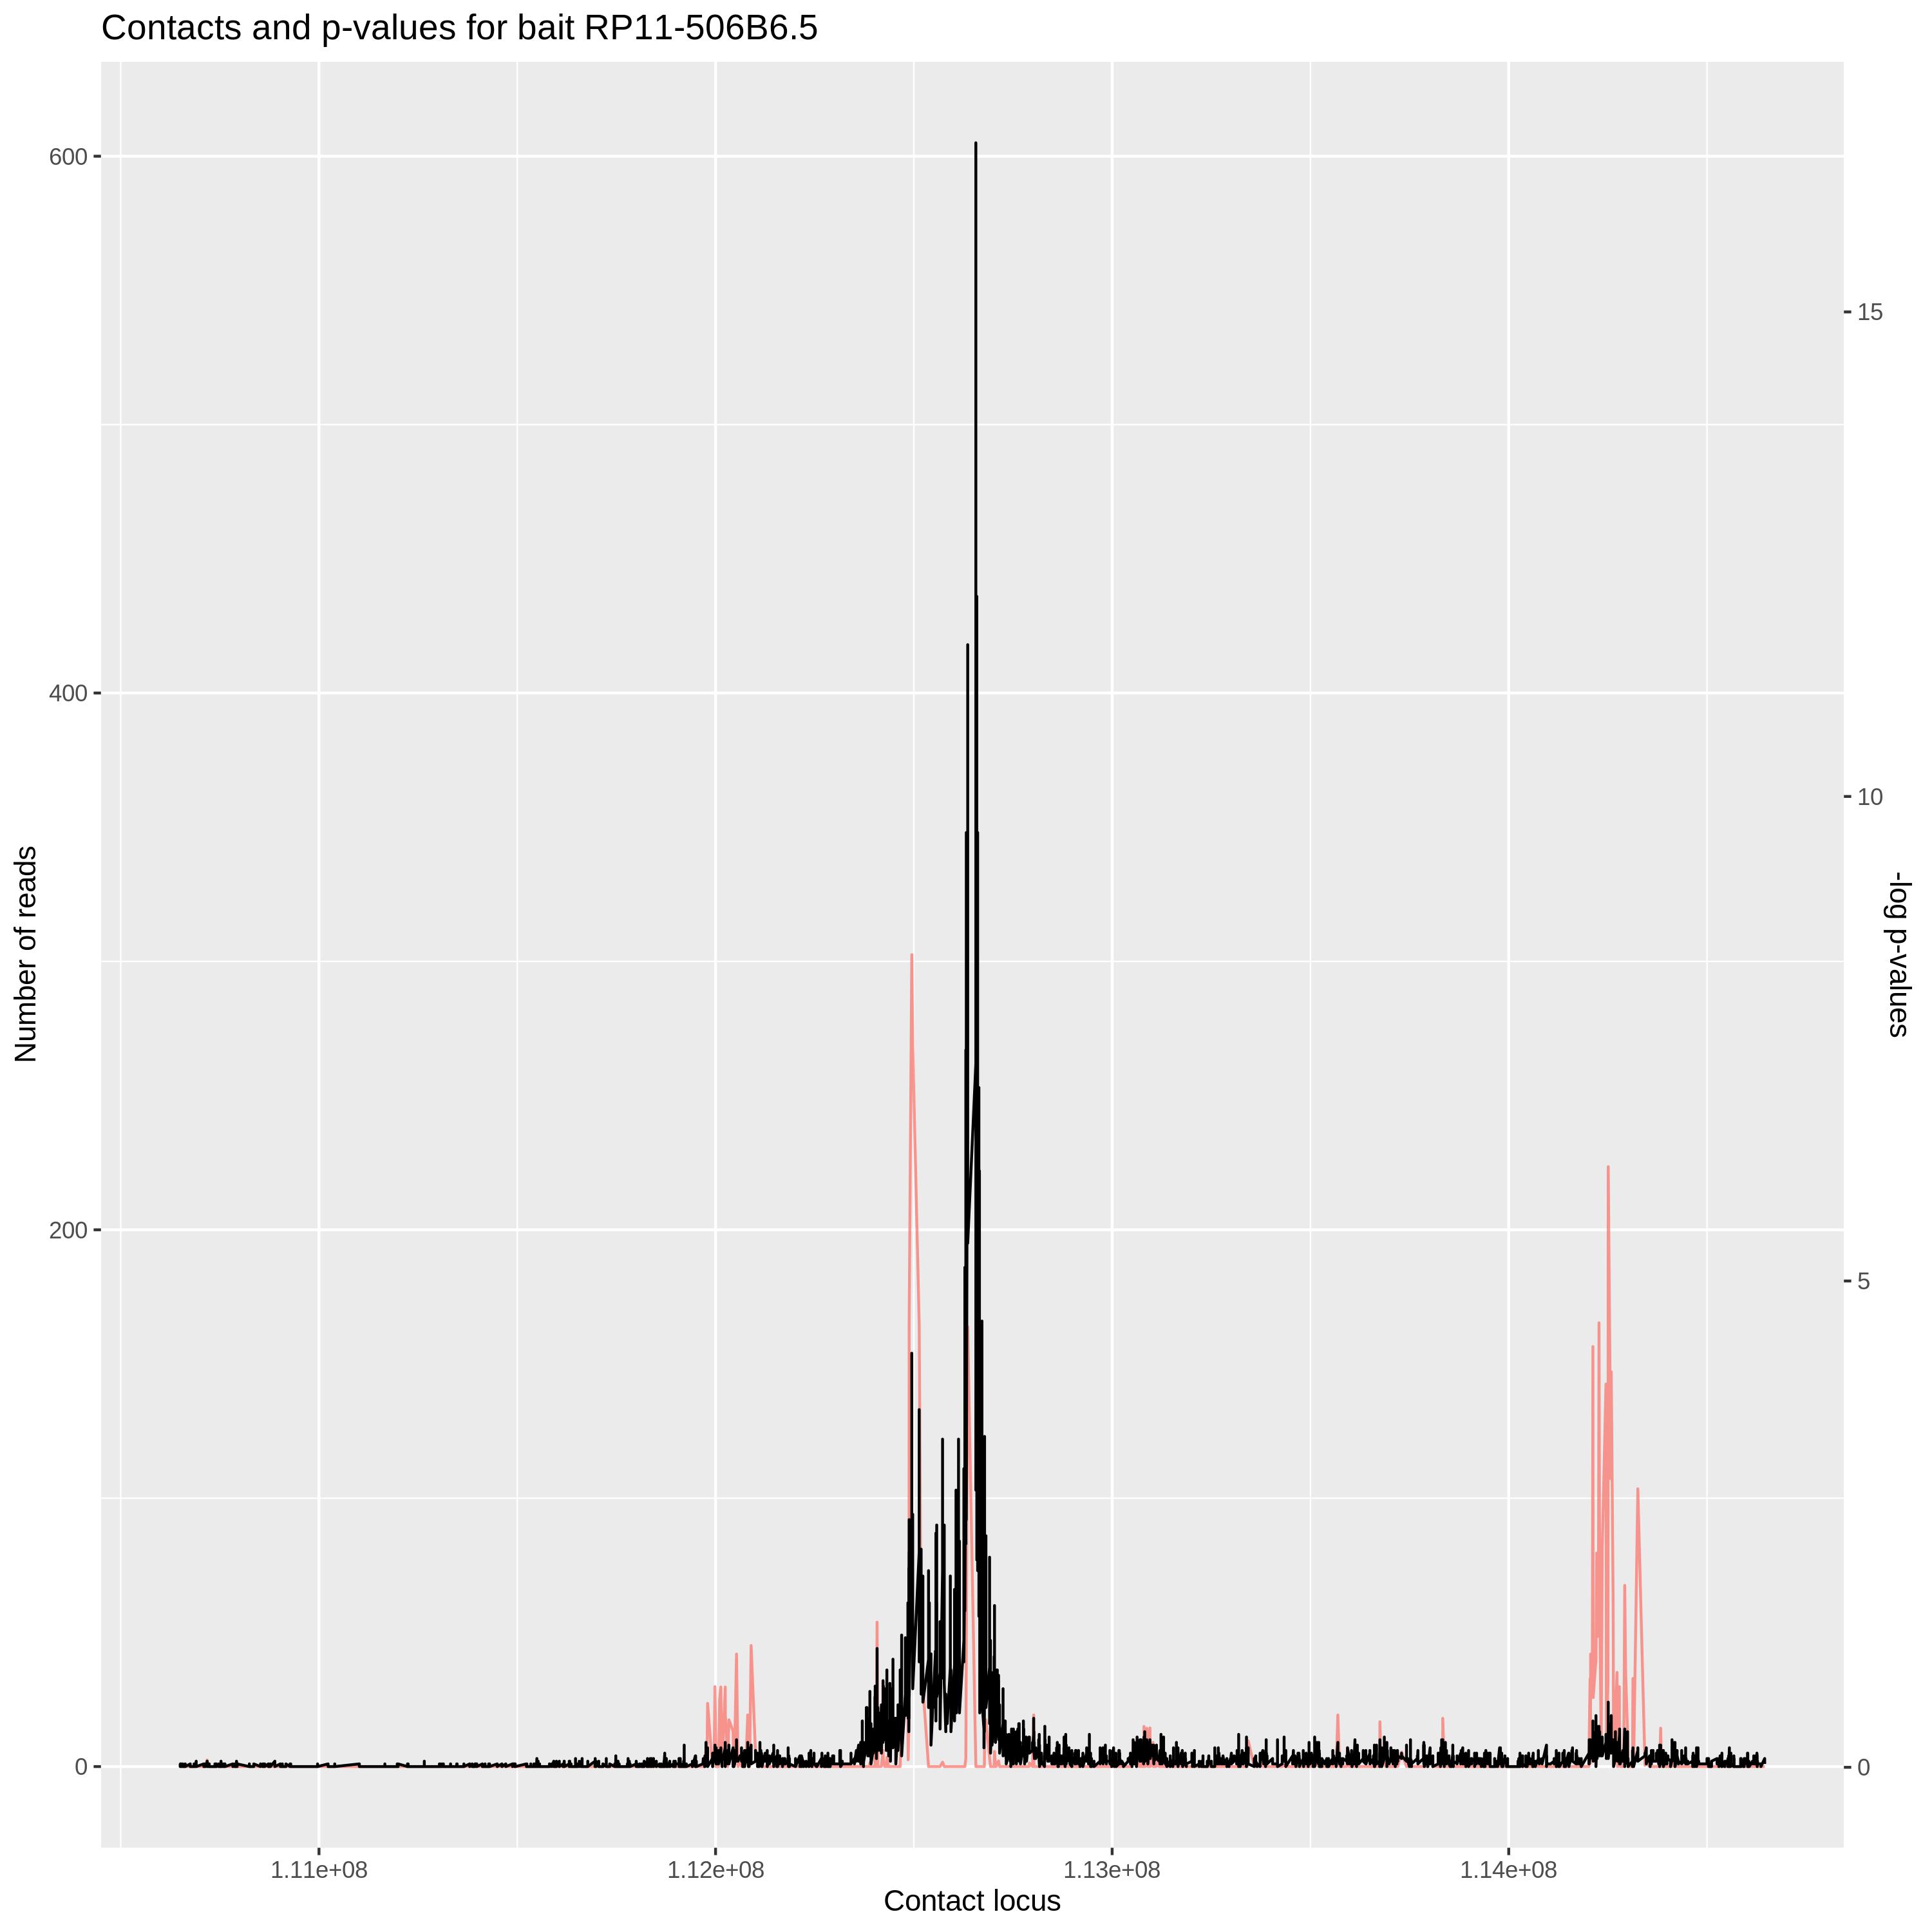 Contacts and p-values for bait RP11-506B6.5
600
400
200
0
Number of reads
15
10
5
0
-log p-values
1.11e+08
1.12e+08
1.13e+08
1.14e+08
Contact locus